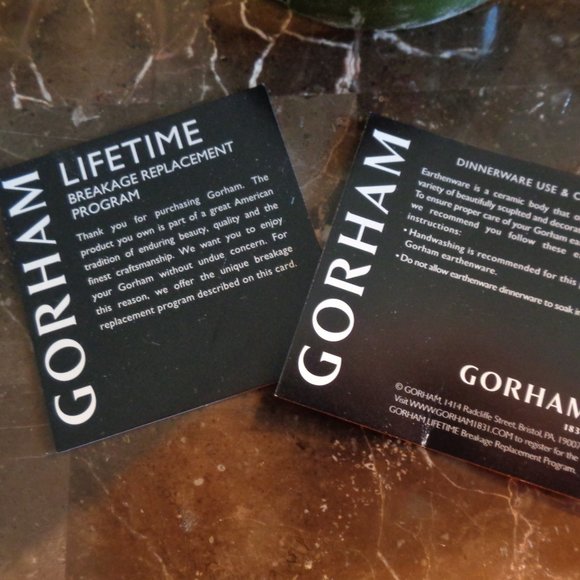 GORHAM
LIFETIME
BREAKAGE REPLACEMENT
PROGRAM
Thank you for purchasing Gorham. The
product you own is part of a great American
tradition of enduring beauty, quality and the
finest craftsmanship. We want you to enjoy
your Gorham without undue concern. For
this reason, we offer the unique breakage
replacement program described on this card.
GORHAM
DINNERWARE USE &
Earthenware is a ceramic body that
variety of beautifully sculpted and
To ensure proper care of your Gorham
we recommend you follow these
instructions:
• Handwashing is recommended for this
Gorham earthenware.
• Do not allow earthenware dinnerware to soak
GORHAM
© GORHAM, 1414 Radcliffe Street, Bristol, PA, 19007
Visit WWW.GORHAM1831.COM to register for the
GORHAM LIFETIME Breakage Replacement Program.